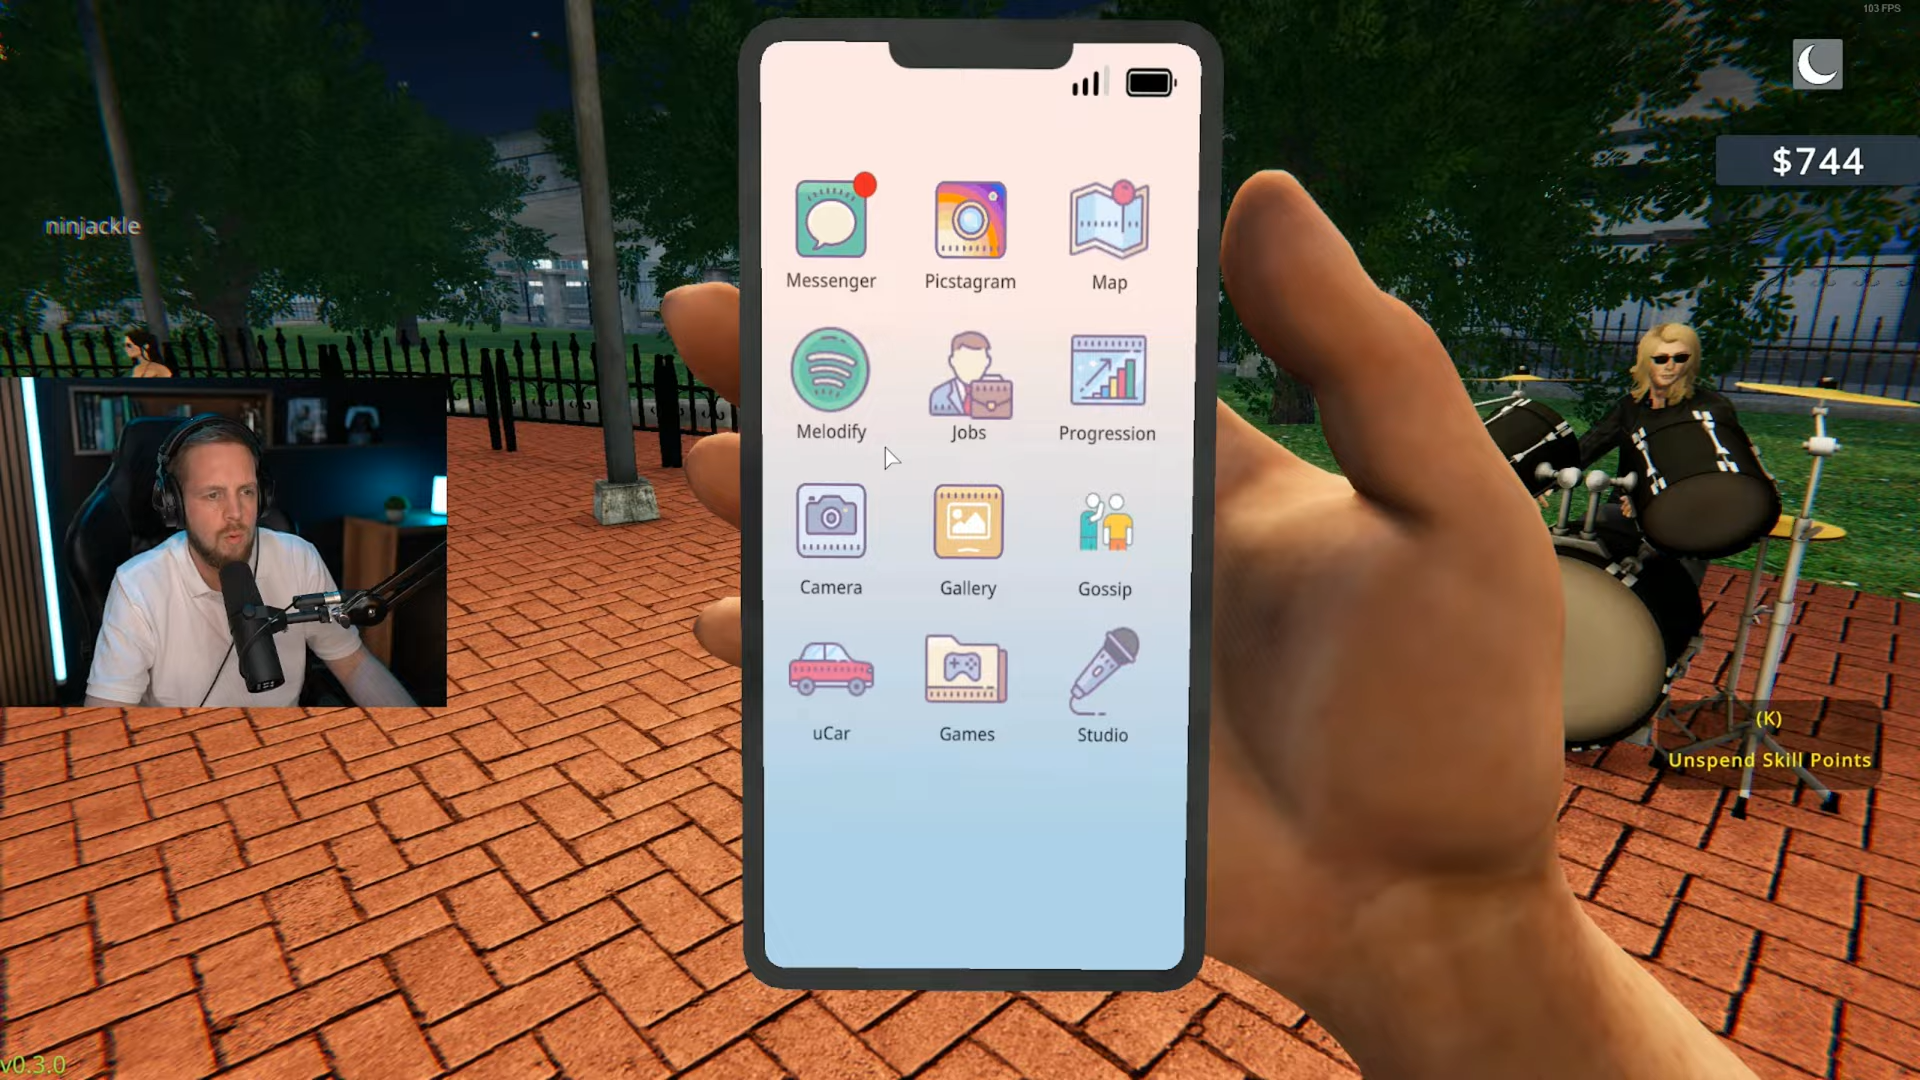 103 FPS
$744
ninjackle
Messenger
Picstagram
Map
Melodify
Jobs
Progression
Camera
Gallery
Gossip
uCar
Games
Studio
(K)
Unspend Skill Points
v0.3.0